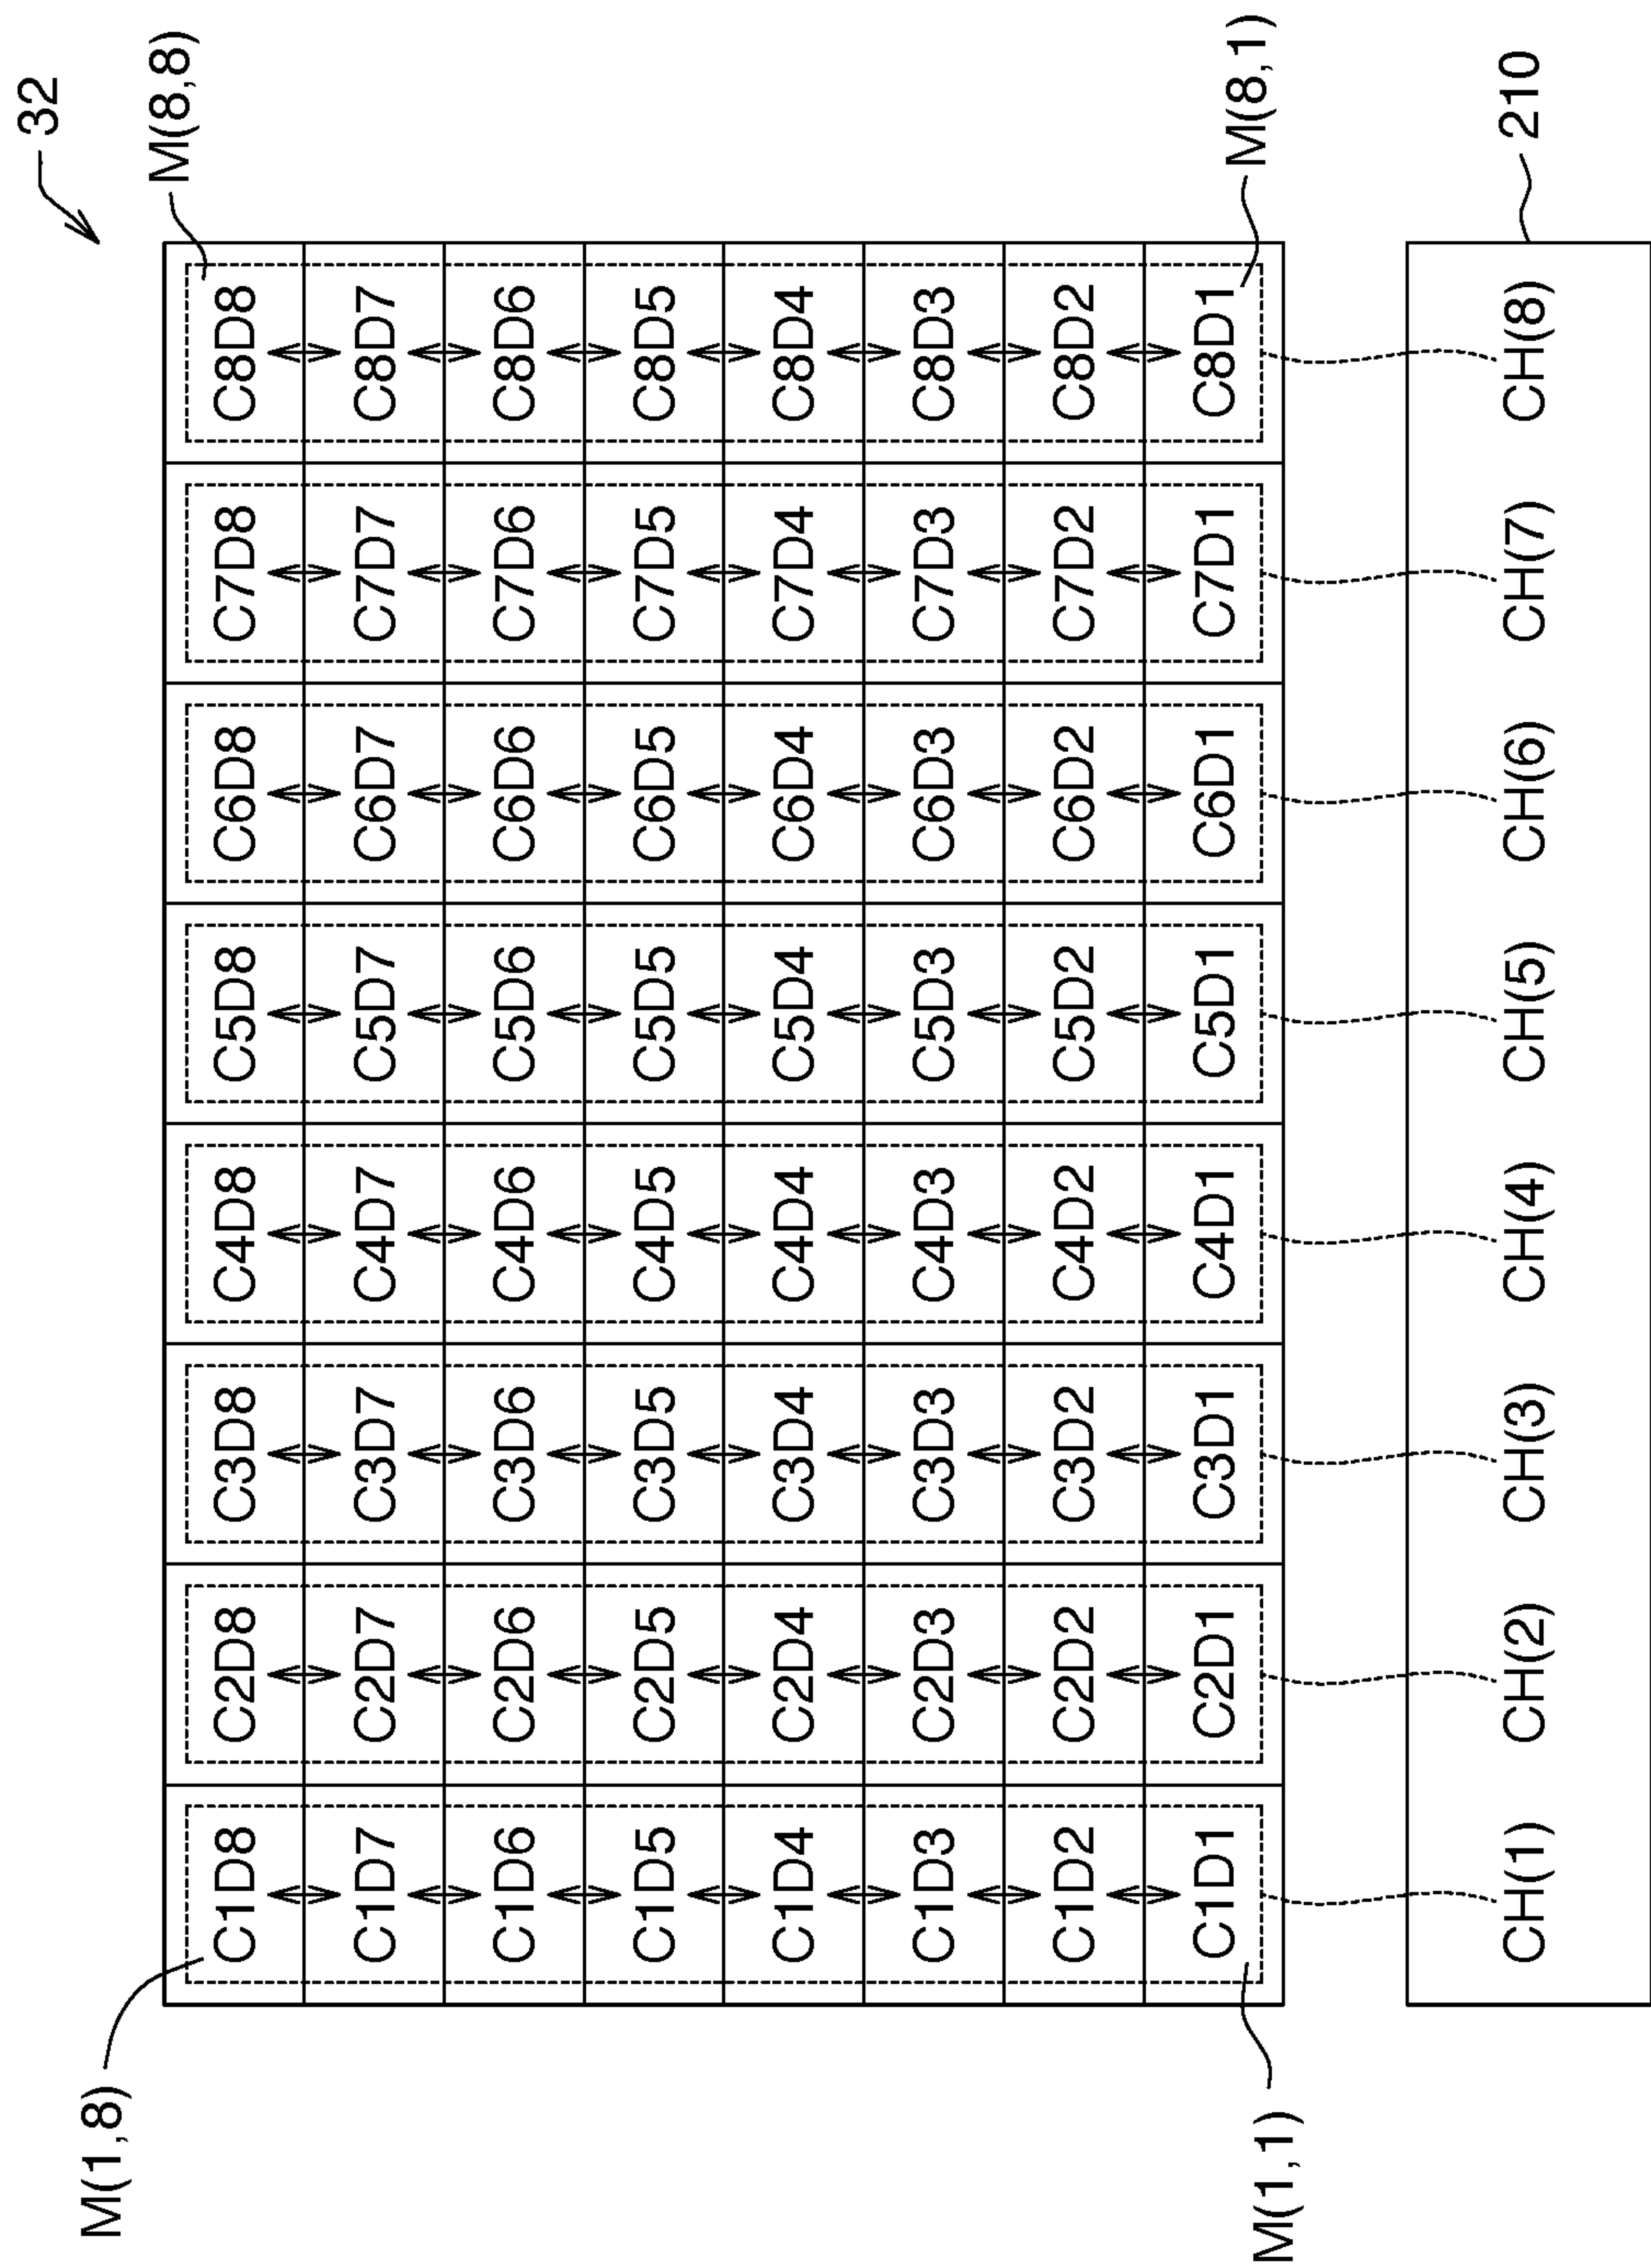 32
M(1,8) M(8,8)
C1D8 C2D8 C3D8 C4D8 C5D8 C6D8 C7D8 C8D8
C1D7 C2D7 C3D7 C4D7 C5D7 C6D7 C7D7 C8D7
C1D6 C2D6 C3D6 C4D6 C5D6 C6D6 C7D6 C8D6
C1D5 C2D5 C3D5 C4D5 C5D5 C6D5 C7D5 C8D5
C1D4 C2D4 C3D4 C4D4 C5D4 C6D4 C7D4 C8D4
C1D3 C2D3 C3D3 C4D3 C5D3 C6D3 C7D3 C8D3
C1D2 C2D2 C3D2 C4D2 C5D2 C6D2 C7D2 C8D2
C1D1 C2D1 C3D1 C4D1 C5D1 C6D1 C7D1 C8D1
M(1,1) M(8,1)
CH(1) CH(2) CH(3) CH(4) CH(5) CH(6) CH(7) CH(8) 210